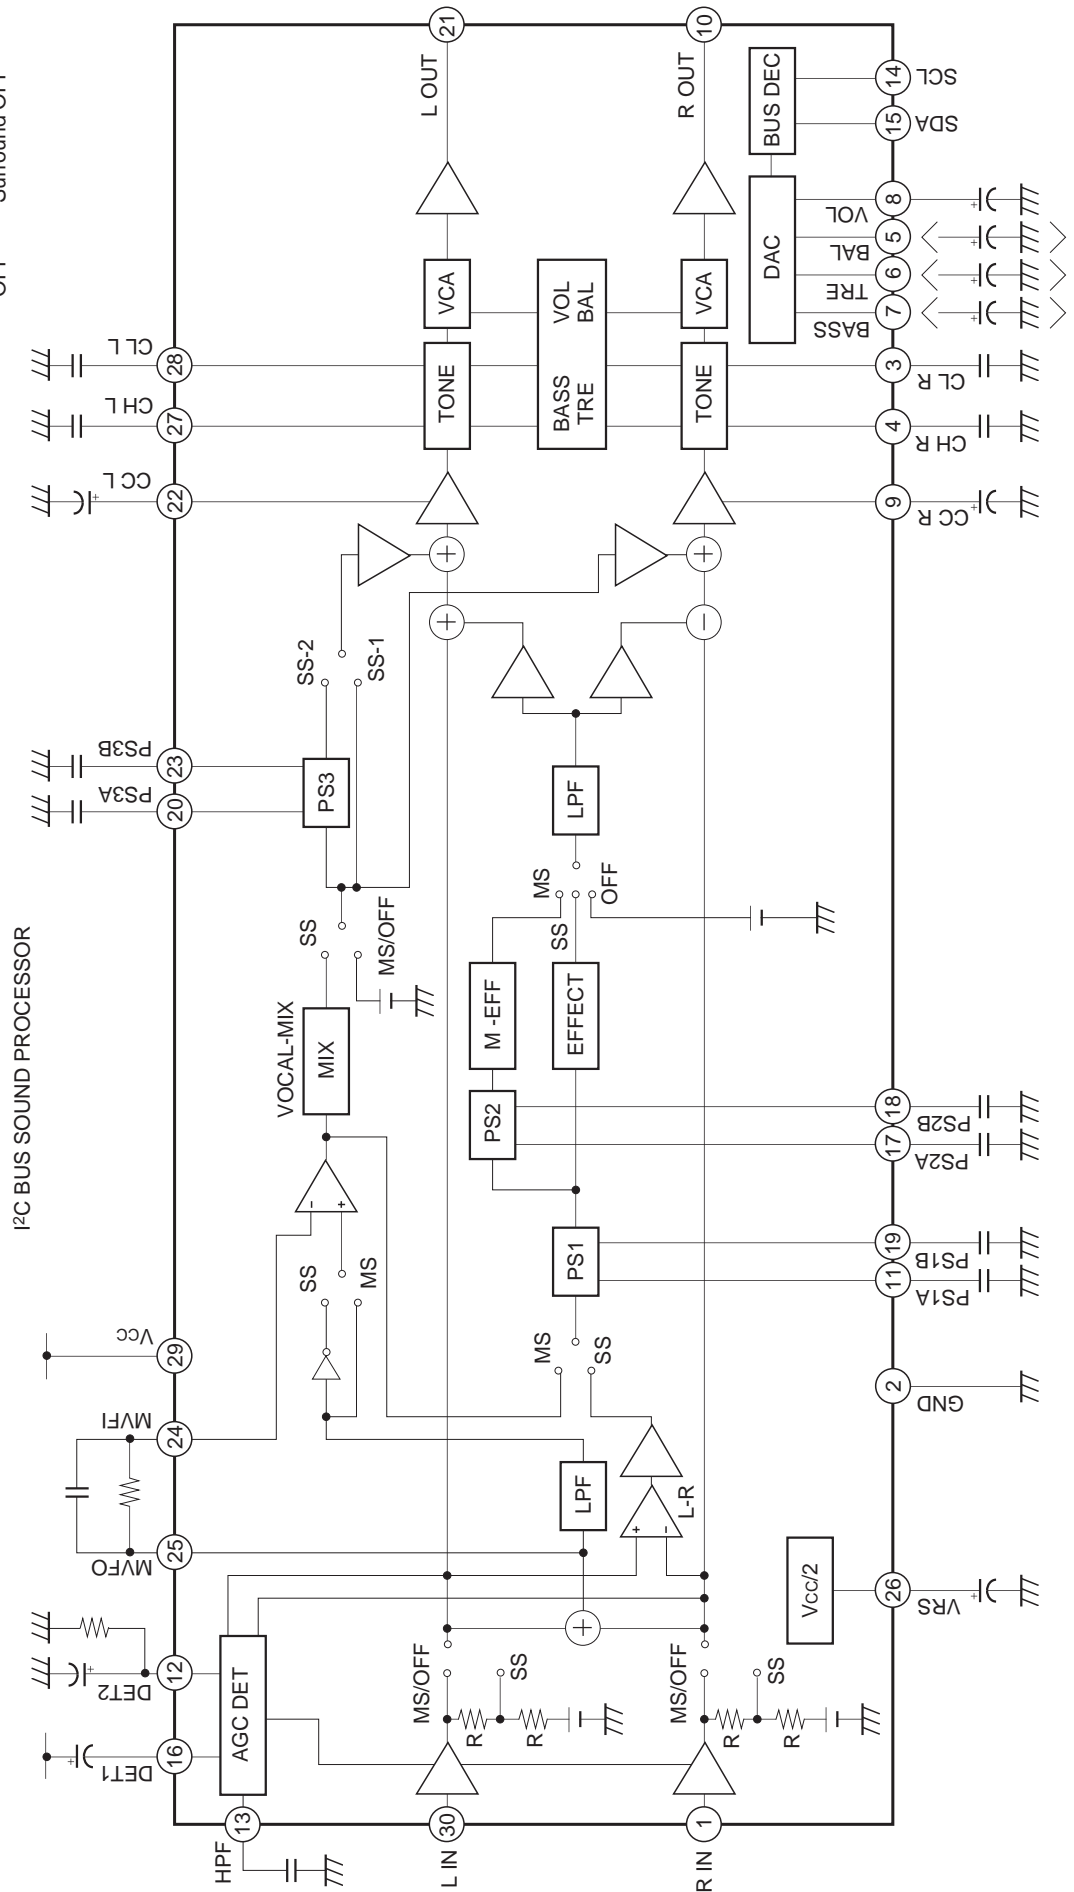 Surround OFF
OFF
I²C BUS SOUND PROCESSOR
21
10
L OUT
R OUT
BUS DEC
14
SCL
15
SDA
DAC
VOL
8
BAL
5
TRE
6
BASS
7
VCA
VOL
BAL
VCA
TONE
BASS
TRE
TONE
CL L
28
CH L
27
CC L
22
3
CL R
4
CH R
9
CC R
+
+
+
−
SS-2
SS-1
PS3B
23
PS3A
20
PS3
LPF
MS
SS
OFF
SS
MS/OFF
VOCAL-MIX
MIX
M -EFF
EFFECT
PS2
18
PS2B
17
PS2A
−
+
SS
MS
PS1
19
PS1B
11
PS1A
MS
SS
Vcc
29
2
GND
MVFI
24
MVFO
25
LPF
L-R
+
−
+
Vcc/2
26
VRS
DET2
12
DET1
16
AGC DET
MS/OFF
SS
R
R
MS/OFF
SS
R
R
HPF
13
30
L IN
1
R IN